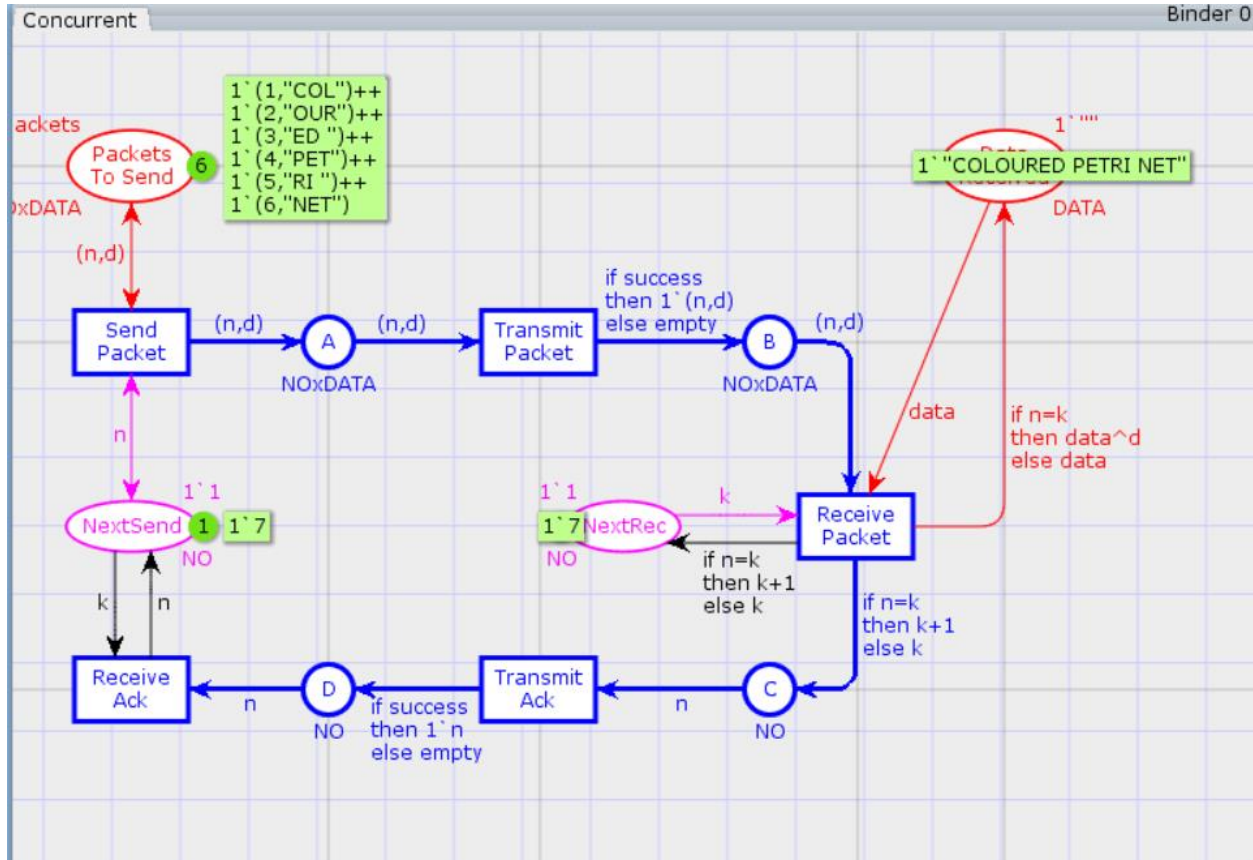 Concurrent
Binder 0
1`(1,"COL")++
1`(2,"OUR")++
1`(3,"ED ")++
1`(4,"PET")++
1`(5,"RI ")++
1`(6,"NET")
ackets
Packets
To Send
6
OxDATA
(n,d)
1`""
1`"COLOURED PETRI NET"
DATA
Send
Packet
(n,d)
A
NOxDATA
(n,d)
Transmit
Packet
if success
then 1`(n,d)
else empty
B
NOxDATA
(n,d)
data
if n=k
then data^d
else data
n
1`1
NextSend
1
1`7
NO
1`1
1`7
NextRec
NO
k
if n=k
then k+1
else k
Receive
Packet
if n=k
then k+1
else k
k
n
Receive
Ack
n
D
NO
if success
then 1`n
else empty
Transmit
Ack
n
C
NO